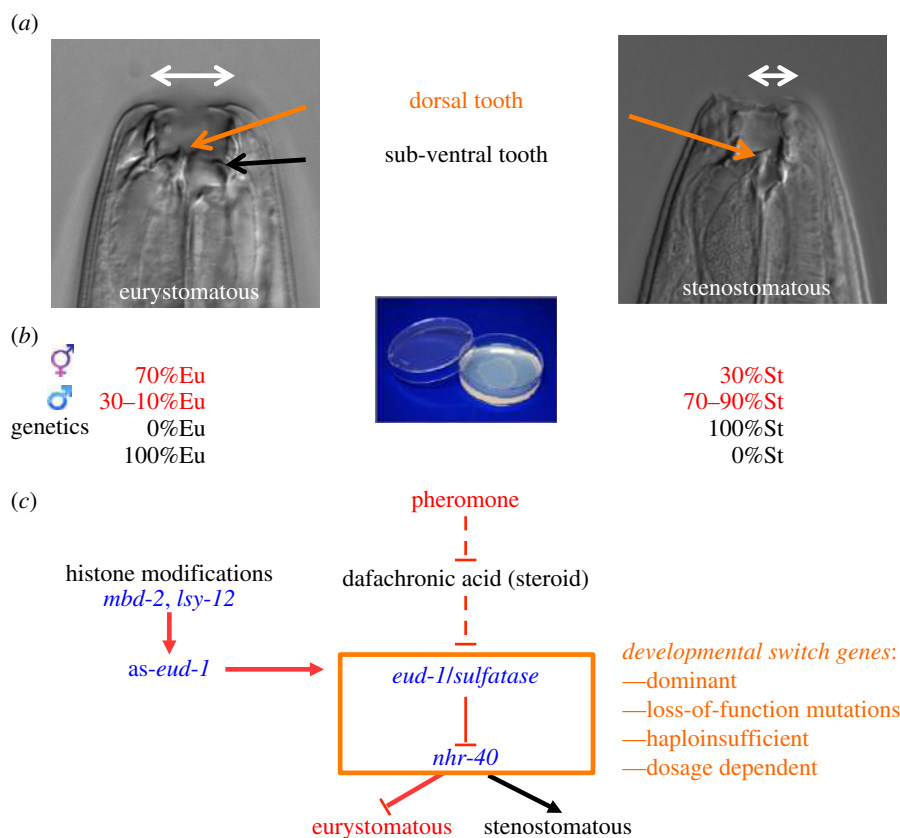 (a)
dorsal tooth
sub-ventral tooth
eurystomatous
stenostomatous
(b)
70%Eu
30%St
30–10%Eu
70–90%St
genetics
0%Eu
100%St
100%Eu
0%St
(c)
pheromone
histone modifications
mbd-2, lsy-12
dafachronic acid (steroid)
as-eud-1
eud-1/sulfatase
nhr-40
developmental switch genes:
—dominant
—loss-of-function mutations
—haploinsufficient
—dosage dependent
eurystomatous
stenostomatous